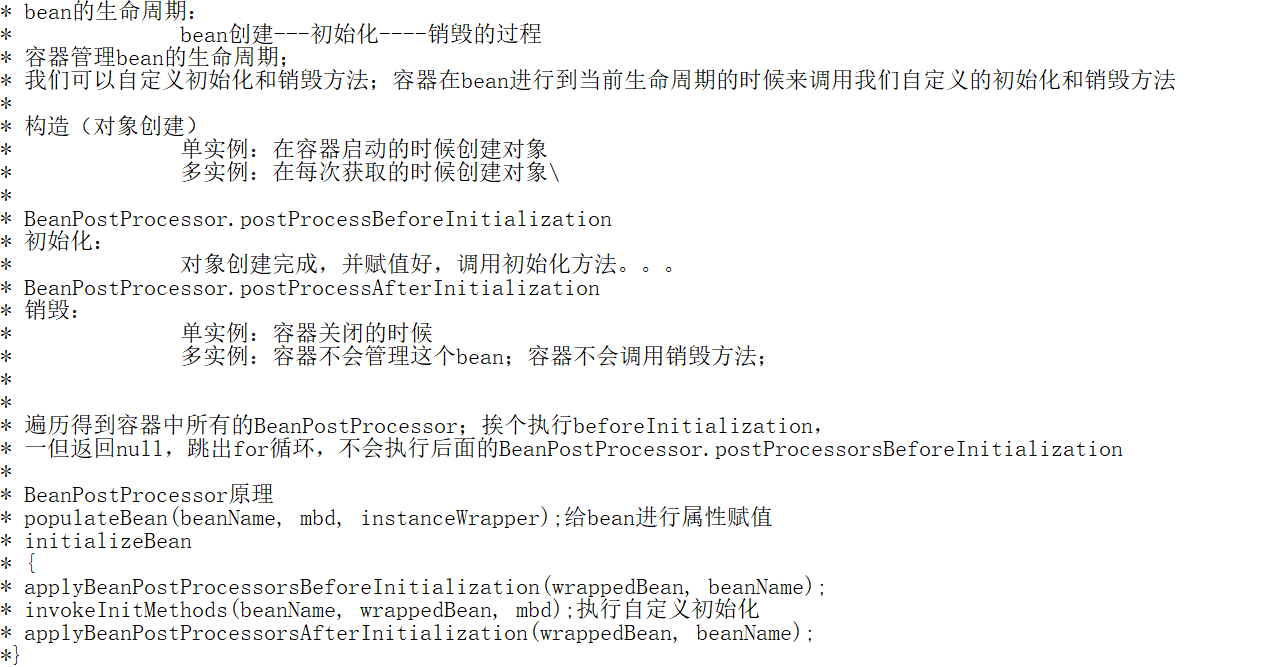 * bean的生命周期：
* bean创建---初始化----销毁的过程
* 容器管理bean的生命周期；
* 我们可以自定义初始化和销毁方法；容器在bean进行到当前生命周期的时候来调用我们自定义的初始化和销毁方法
*
* 构造（对象创建）
* 单实例：在容器启动的时候创建对象
* 多实例：在每次获取的时候创建对象\
*
* BeanPostProcessor.postProcessBeforeInitialization
* 初始化：
* 对象创建完成，并赋值好，调用初始化方法。。。
* BeanPostProcessor.postProcessAfterInitialization
* 销毁：
* 单实例：容器关闭的时候
* 多实例：容器不会管理这个bean；容器不会调用销毁方法；
*
*
* 遍历得到容器中所有的BeanPostProcessor；挨个执行beforeInitialization，
* 一但返回null，跳出for循环，不会执行后面的BeanPostProcessor.postProcessorsBeforeInitialization
*
* BeanPostProcessor原理
* populateBean(beanName, mbd, instanceWrapper);给bean进行属性赋值
* initializeBean
* {
* applyBeanPostProcessorsBeforeInitialization(wrappedBean, beanName);
* invokeInitMethods(beanName, wrappedBean, mbd);执行自定义初始化
* applyBeanPostProcessorsAfterInitialization(wrappedBean, beanName);
*}